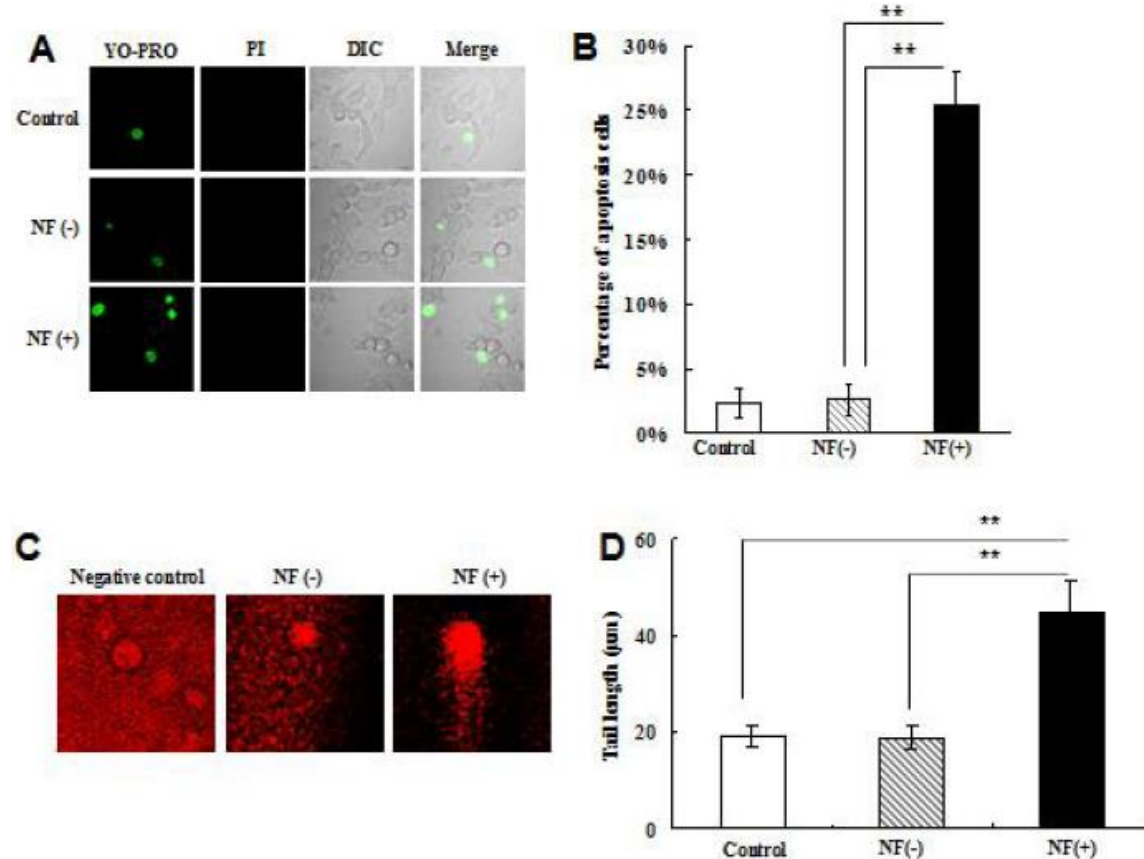 A
YO-PRO PI DIC Merge
Control
NF (-)
NF (+)
B
**
**
Percentage of apoptosis cells
30%
25%
20%
15%
10%
5%
0%
Control NF(-) NF(+)
C
Negative control NF (-) NF (+)
D
**
**
Tail length (μm)
60
40
20
0
Control NF(-) NF(+)